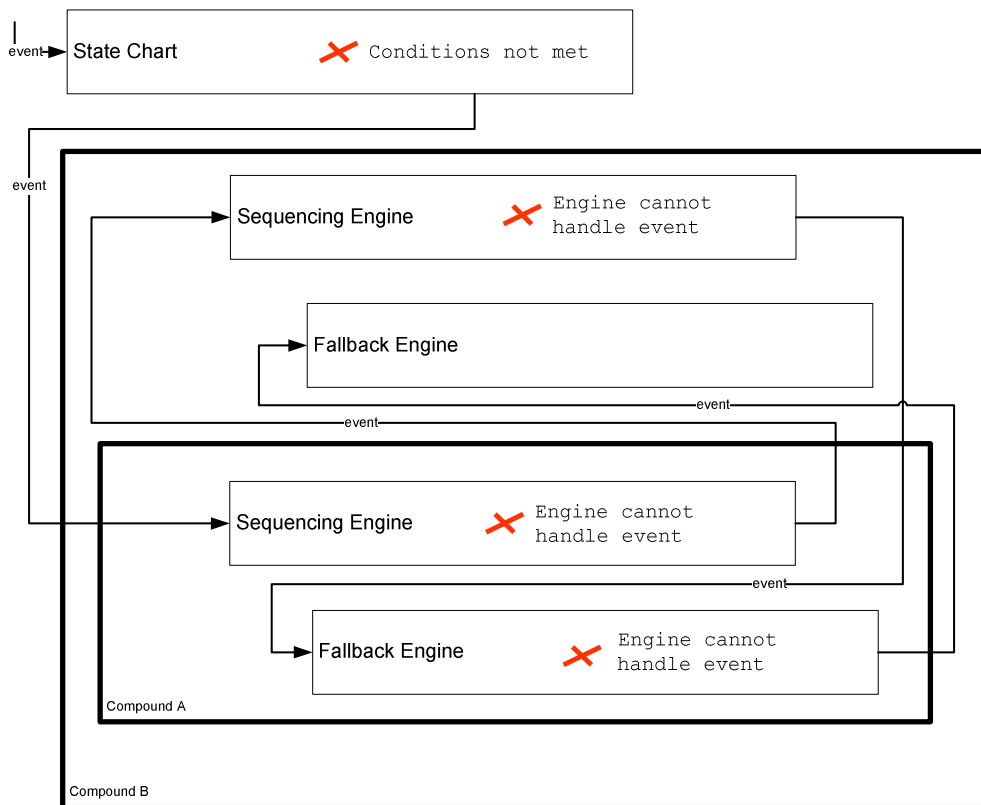 event
State Chart
Conditions not met
event
Sequencing Engine
Engine cannot
handle event
Fallback Engine
event
event
Sequencing Engine
Engine cannot
handle event
event
Fallback Engine
Engine cannot
handle event
Compound A
Compound B